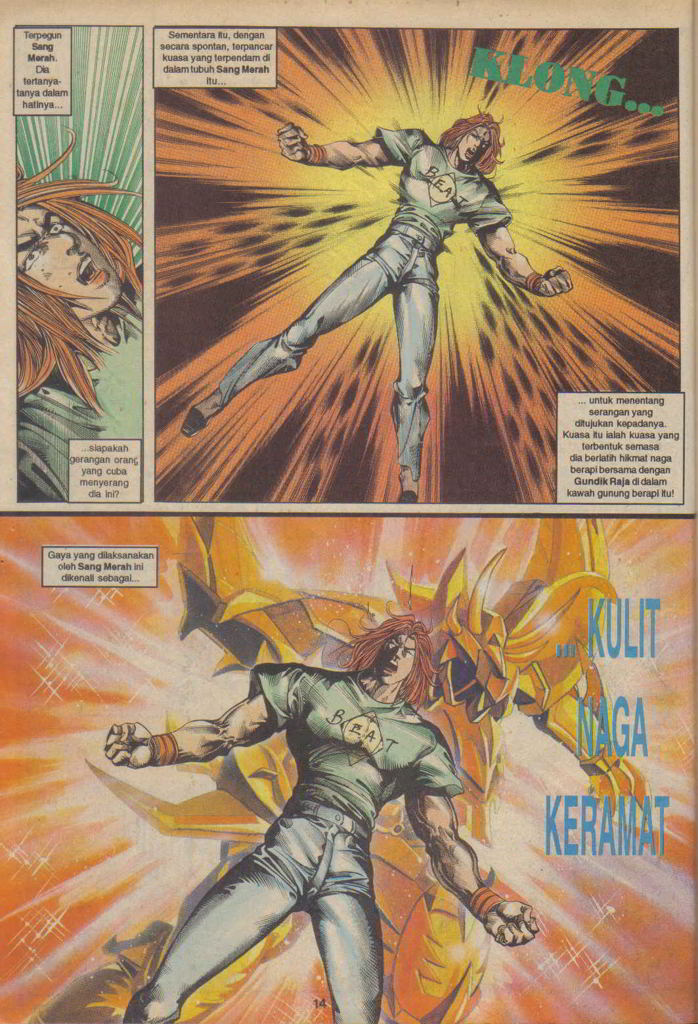 Terpegun
Sang
Merah.
Dia
tertanya-
tanya dalam
hatinya...
...siapakah
gerangan orang
yang cuba
menyerang
dia ini?
Sementara itu, dengan
secara spontan, terpancar
kuasa yang terpendam di
dalam tubuh Sang Merah
itu...
KLONG...
BEAT
... untuk menentang
serangan yang
ditujukan kepadanya.
Kuasa itu ialah kuasa yang
terbentuk semasa
dia berlatih hikmat naga
berapi bersama dengan
Gundik Raja di dalam
kawah gunung berapi itu!
Gaya yang dilaksanakan
oleh Sang Merah ini
dikenali sebagai...
... KULIT
NAGA
KERAMAT
BEAT
14